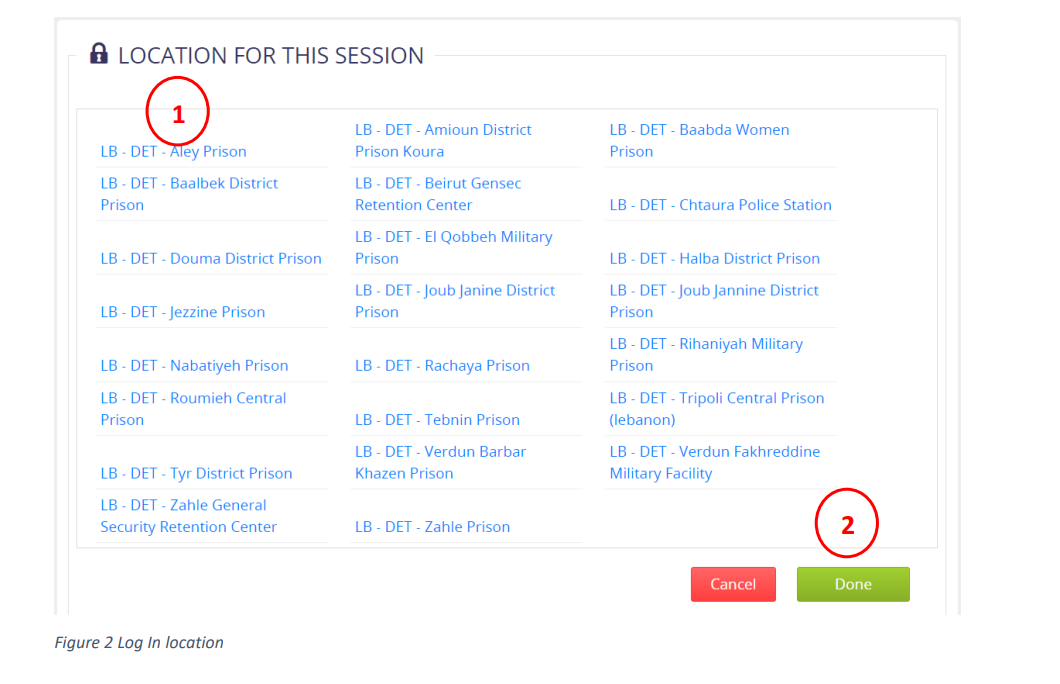 LOCATION FOR THIS SESSION
1
LB - DET - Aley Prison
LB - DET - Amioun District
Prison Koura
LB - DET - Baabda Women
Prison
LB - DET - Baalbek District
Prison
LB - DET - Beirut Gensec
Retention Center
LB - DET - Chtaura Police Station
LB - DET - Douma District Prison
LB - DET - El Qobbeh Military
Prison
LB - DET - Halba District Prison
LB - DET - Jezzine Prison
LB - DET - Joub Janine District
Prison
LB - DET - Joub Jannine District
Prison
LB - DET - Nabatiyeh Prison
LB - DET - Rachaya Prison
LB - DET - Rihaniyah Military
Prison
LB - DET - Roumieh Central
Prison
LB - DET - Tebnin Prison
LB - DET - Tripoli Central Prison
(lebanon)
LB - DET - Tyr District Prison
LB - DET - Verdun Barbar
Khazen Prison
LB - DET - Verdun Fakhreddine
Military Facility
LB - DET - Zahle General
Security Retention Center
LB - DET - Zahle Prison
2
Cancel
Done
Figure 2 Log In location